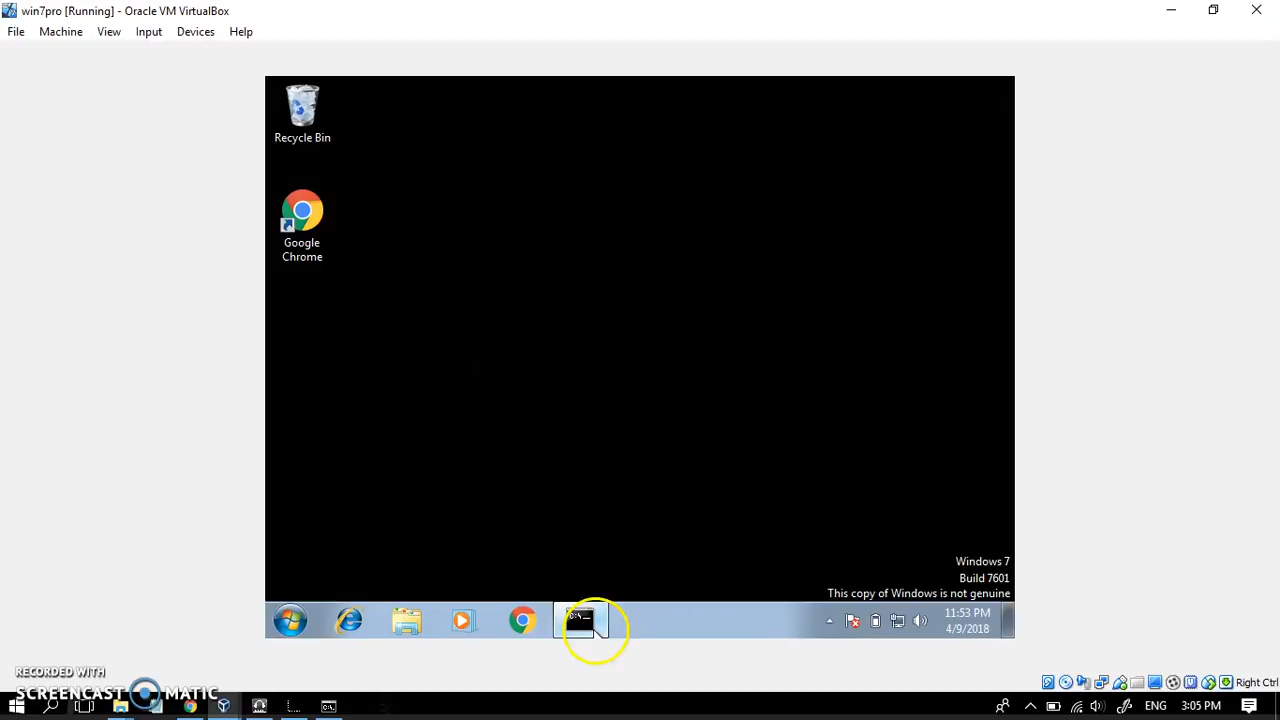 win7pro [Running] - Oracle VM VirtualBox
File Machine View Input Devices Help
Recycle Bin
Google
Chrome
Windows 7
Build 7601
This copy of Windows is not genuine
C:\_
11:53 PM
4/9/2018
RECORDED WITH
SCREENCAST MATIC
Right Ctrl
ENG 3:05 PM